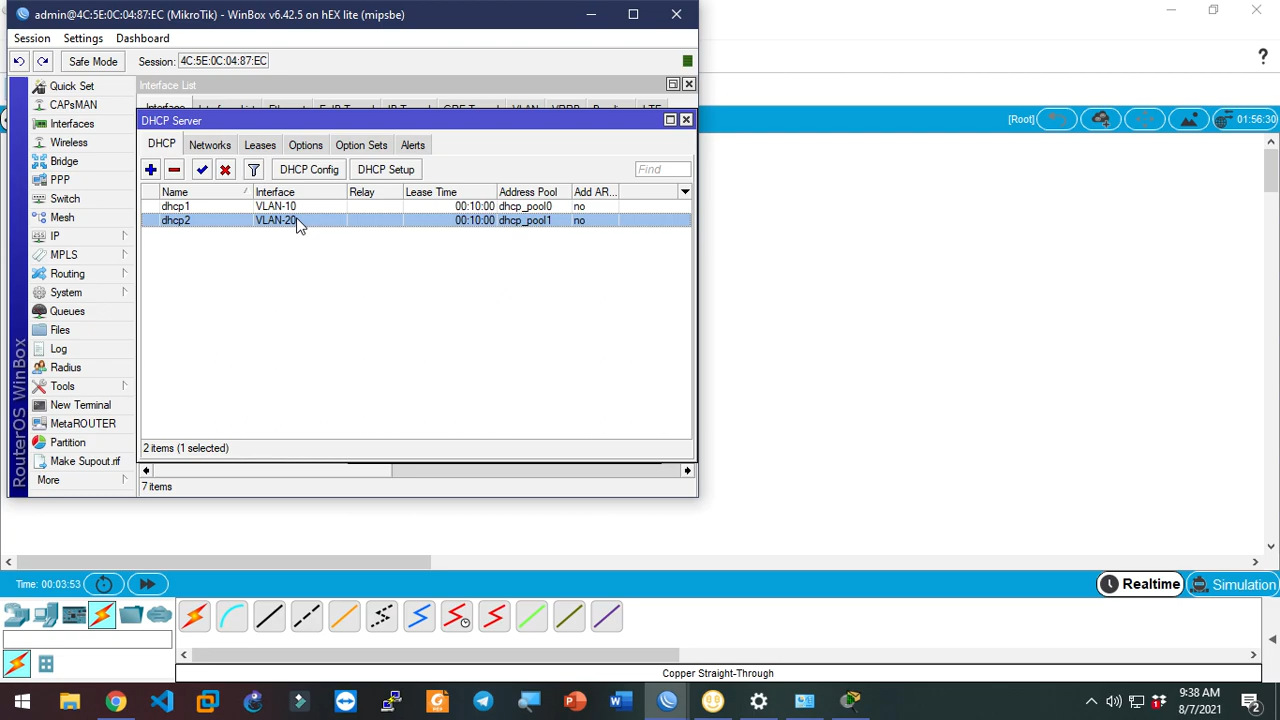 admin@4C:5E:0C:04:87:EC (MikroTik) - WinBox v6.42.5 on hEX lite (mipsbe)
Session Settings Dashboard
Safe Mode Session: 4C:5E:0C:04:87:EC
Quick Set
CAPsMAN
Interfaces
Wireless
Bridge
PPP
Switch
Mesh
IP
MPLS
Routing
System
Queues
Files
Log
Radius
Tools
New Terminal
MetaROUTER
Partition
Make Supout.rif
More
RouterOS WinBox
Interface List
DHCP Server
DHCP Networks Leases Options Option Sets Alerts
DHCP Config DHCP Setup Find
Name Interface Relay Lease Time Address Pool Add AR...
dhcp1 VLAN-10 00:10:00 dhcp_pool0 no
dhcp2 VLAN-20 00:10:00 dhcp_pool1 no
2 items (1 selected)
7 items
?
[Root] 01:56:30
Time: 00:03:53 Realtime Simulation
Copper Straight-Through
9:38 AM
8/7/2021
2